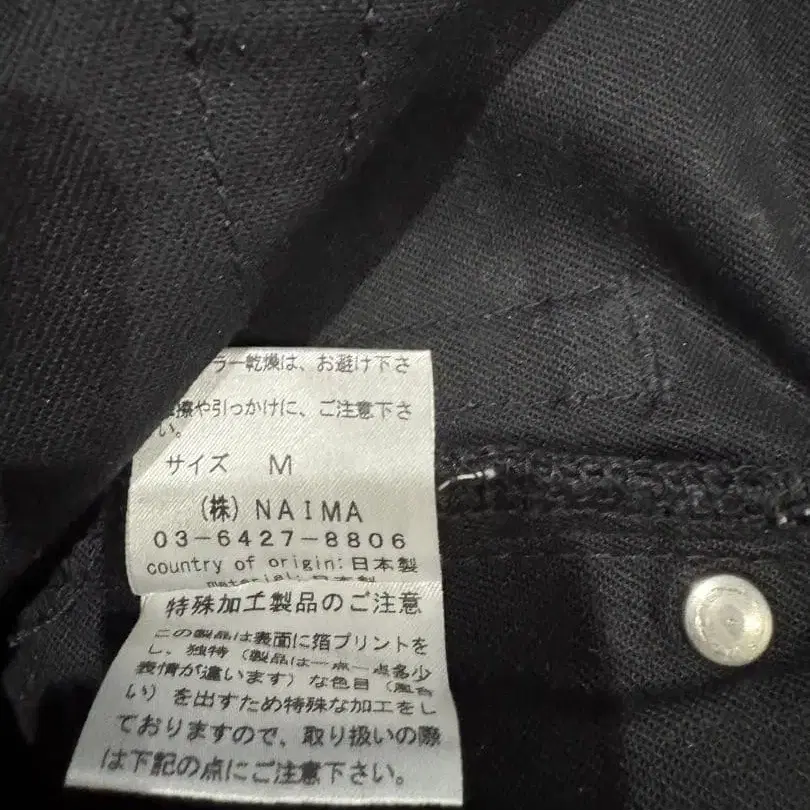 ラー乾燥は、お避け下さ
擦や引っかけに、ご注意下さ
い。
サイズ M
(株) NAIMA
03-6427-8806
country of origin:日本製
material:日本製
特殊加工製品のご注意
この製品は表面に箔プリントを
し、独特（製品は一点一点多少
表情が違います）な色目（風合
い）を出すため特殊な加工をし
ておりますので、取り扱いの際
は下記の点にご注意下さい。